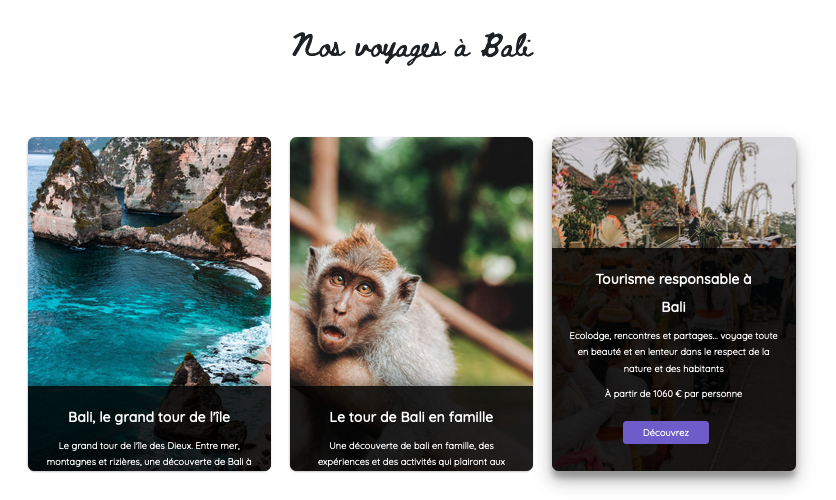 Nos voyages à Bali
Bali, le grand tour de l'île
Le grand tour de l'île des Dieux. Entre mer,
montagnes et rizières, une découverte de Bali à
Le tour de Bali en famille
Une découverte de bali en famille, des
expériences et des activités qui plairont aux
Tourisme responsable à
Bali
Ecolodge, rencontres et partages... voyage toute
en beauté et en lenteur dans le respect de la
nature et des habitants
À partir de 1060 € par personne
Découvrez